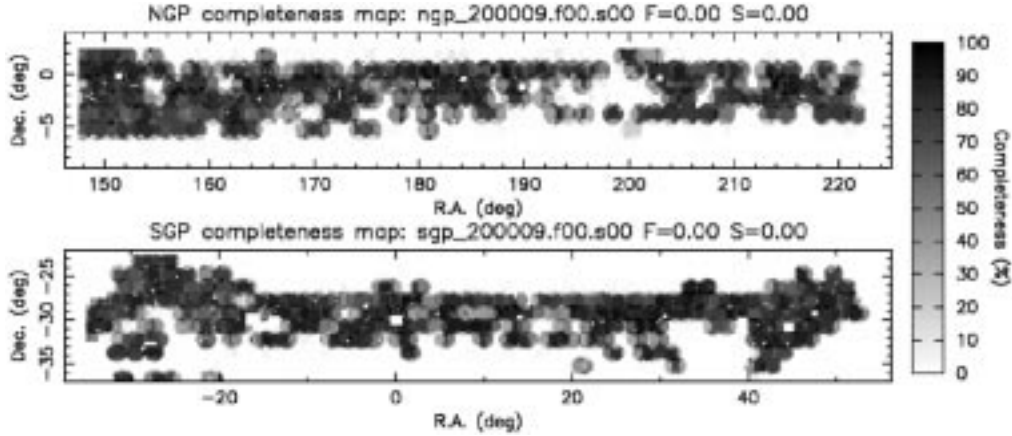 NGP completeness map: ngp_200009.f00.s00 F=0.00 S=0.00
Dec. (deg)
0
−5
150 160 170 180 190 200 210 220
R.A. (deg)
SGP completeness map: sgp_200009.f00.s00 F=0.00 S=0.00
Dec. (deg)
−25
−30
−35
−20 0 20 40
R.A. (deg)
100
90
80
70
60
50
40
30
20
10
0
Completeness (%)